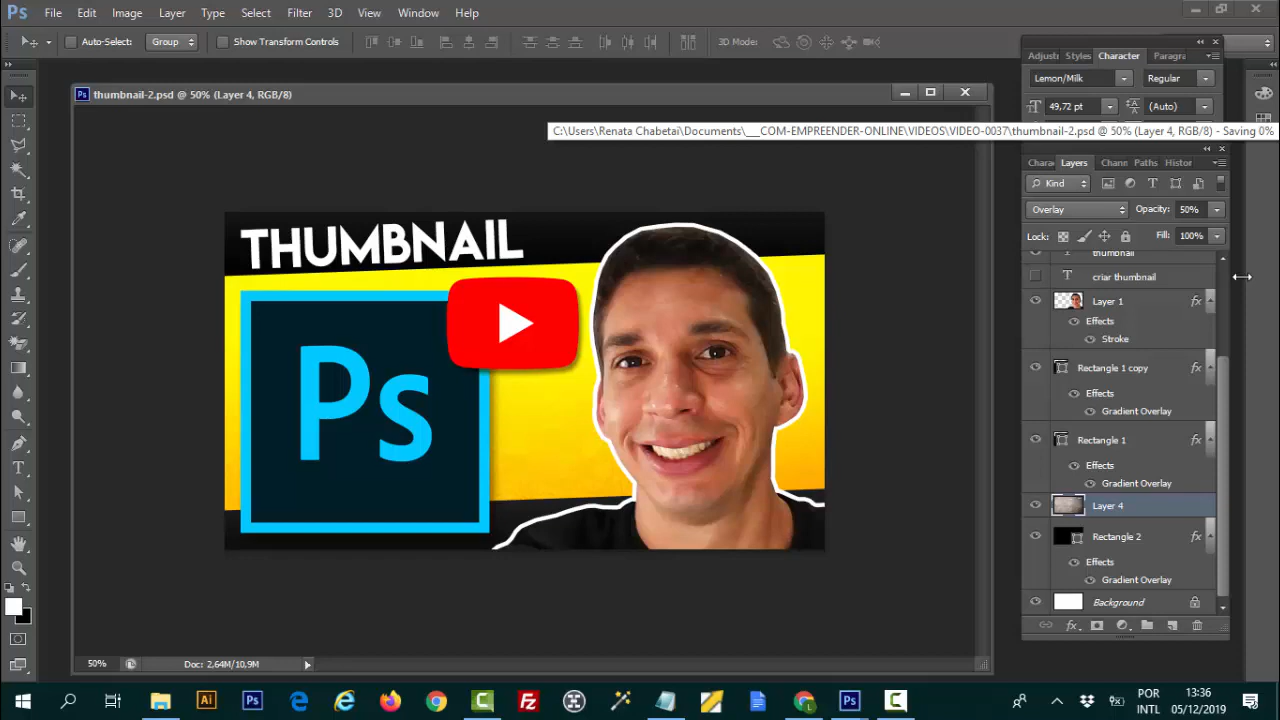 Ps File Edit Image Layer Type Select Filter 3D View Window Help
Auto-Select: Group Show Transform Controls 3D Mode:
Adjust Styles Character Paragra
Lemon/Milk Regular
49,72 pt (Auto)
thumbnail-2.psd @ 50% (Layer 4, RGB/8)
C:\Users\Renata Chabetai\Documents\___COM-EMPREENDER-ONLINE\VIDEOS\VIDEO-0037\thumbnail-2.psd @ 50% (Layer 4, RGB/8) - Saving 0%
Chara Layers Chann Paths Histor
Kind
Overlay Opacity: 50%
Lock: Fill: 100%
thumbnail
criar thumbnail
Layer 1 fx
Effects
Stroke
Rectangle 1 copy fx
Effects
Gradient Overlay
Rectangle 1 fx
Effects
Gradient Overlay
Layer 4
Rectangle 2 fx
Effects
Gradient Overlay
Background
THUMBNAIL
Ps
50% Doc: 2,64M/10,9M
POR
INTL
13:36
05/12/2019